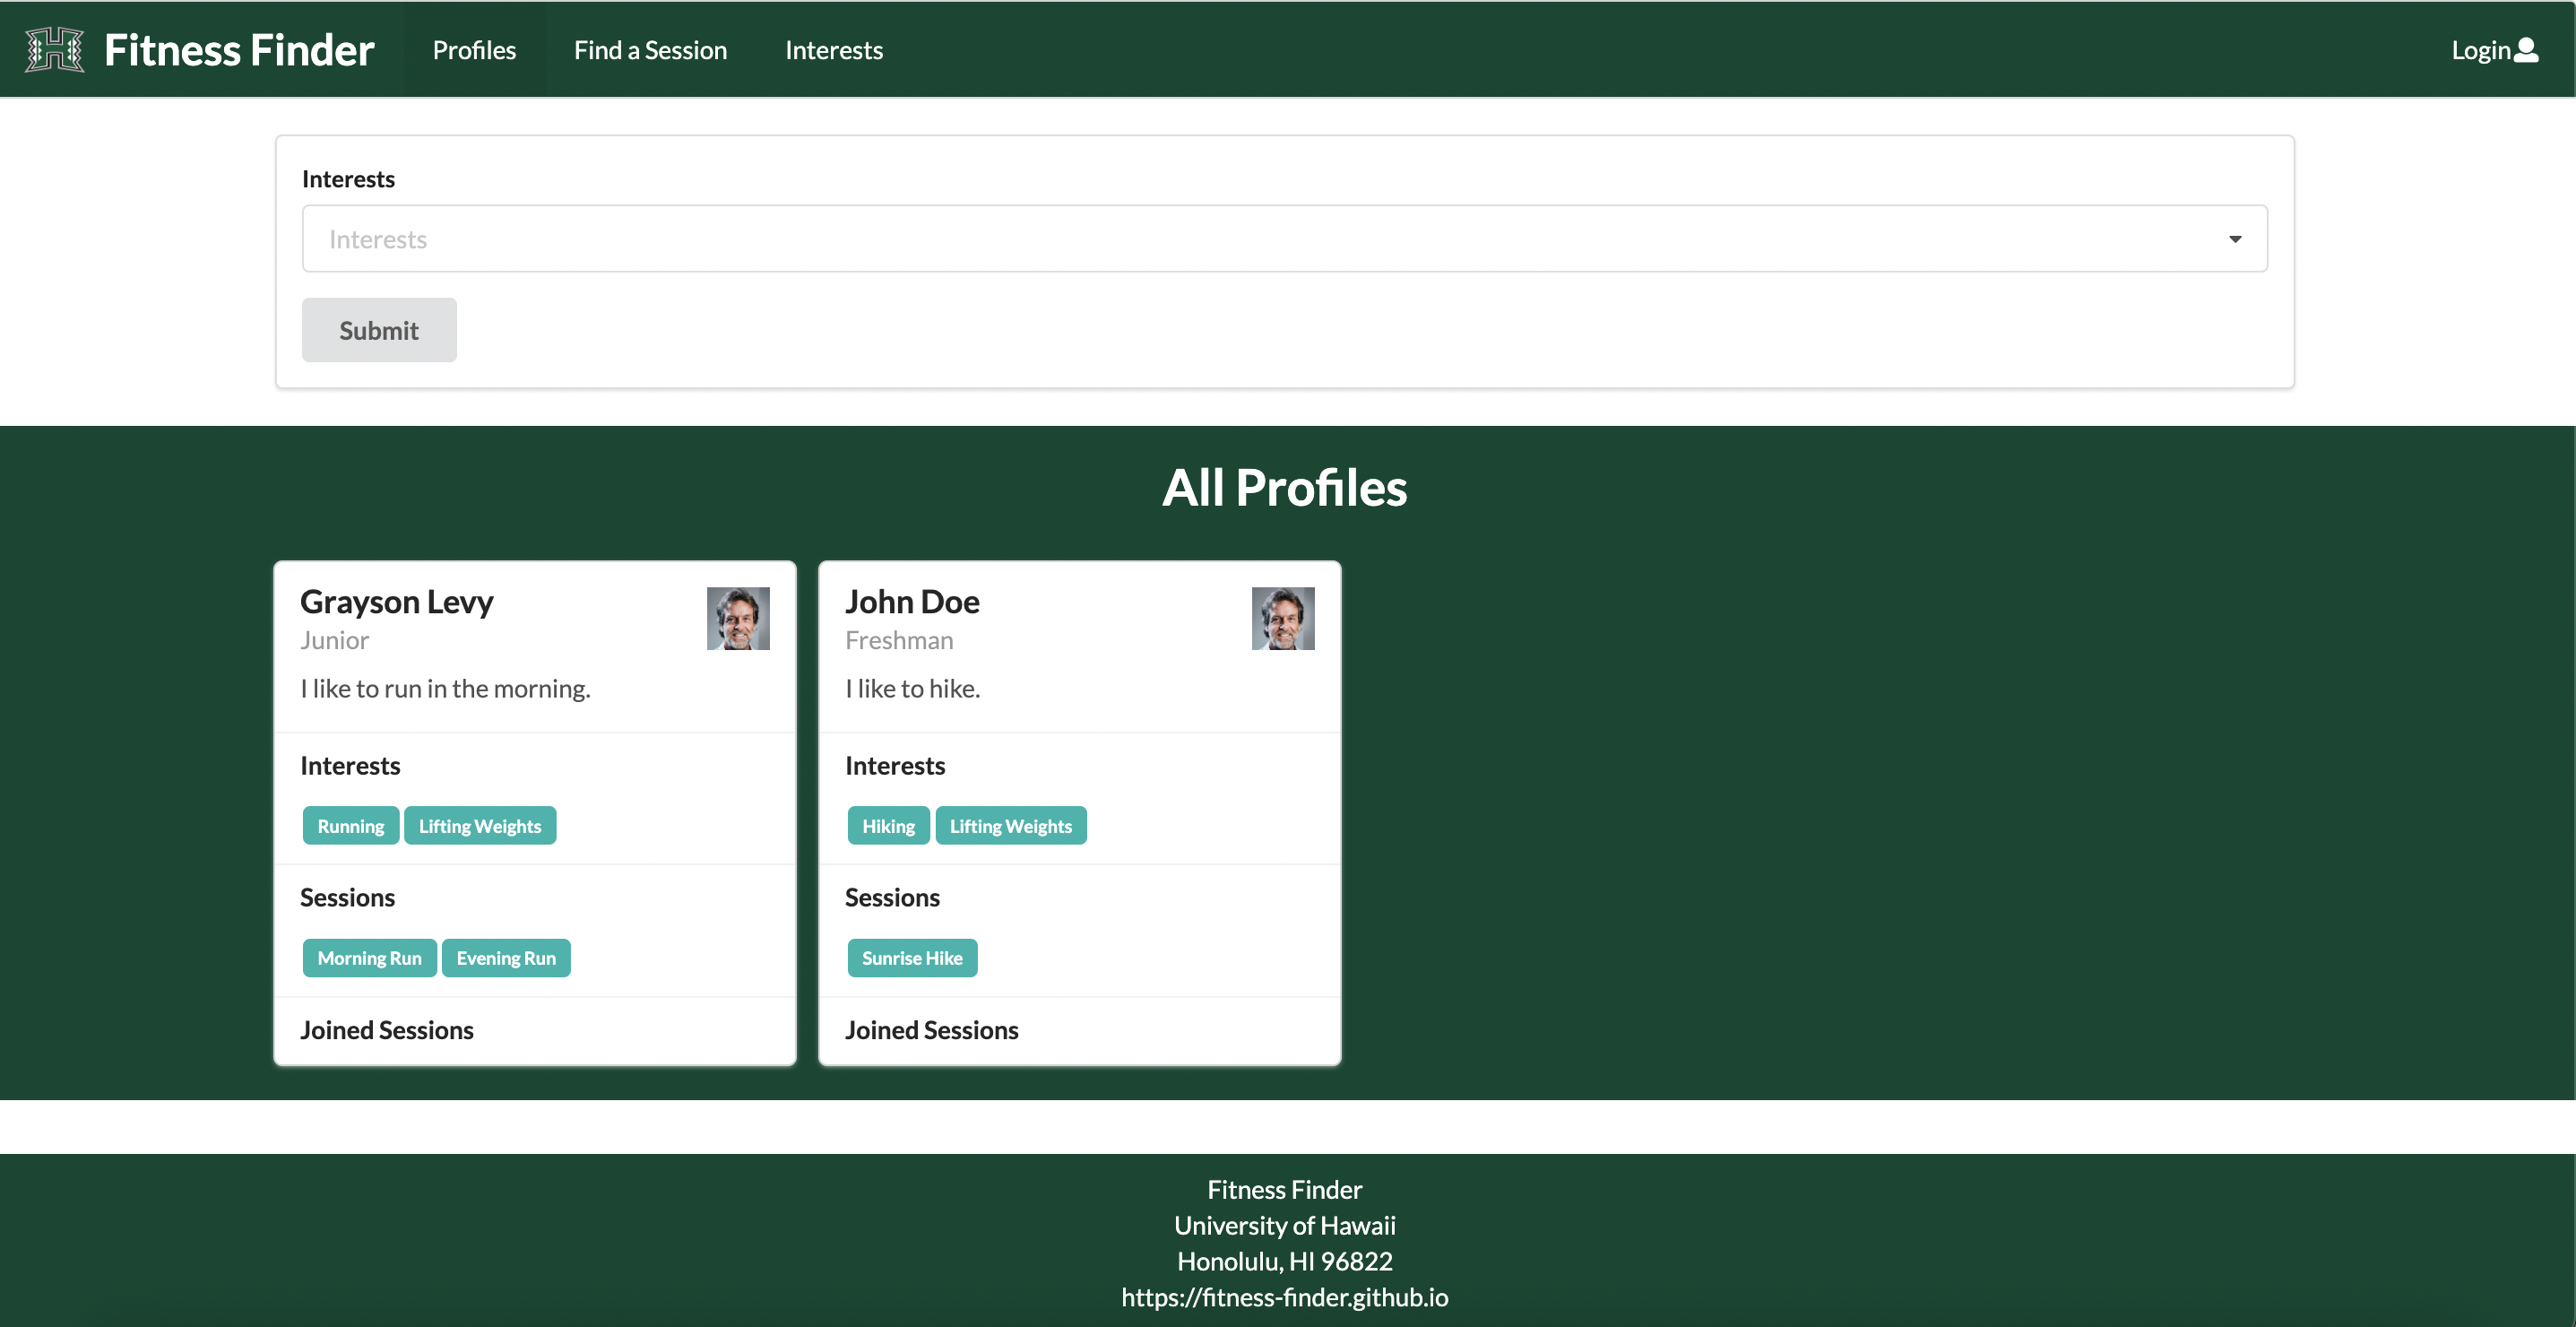 Fitness Finder Profiles Find a Session Interests Login
Interests
Interests
Submit
All Profiles
Grayson Levy
Junior
I like to run in the morning.
Interests
Running Lifting Weights
Sessions
Morning Run Evening Run
Joined Sessions
John Doe
Freshman
I like to hike.
Interests
Hiking Lifting Weights
Sessions
Sunrise Hike
Joined Sessions
Fitness Finder
University of Hawaii
Honolulu, HI 96822
https://fitness-finder.github.io